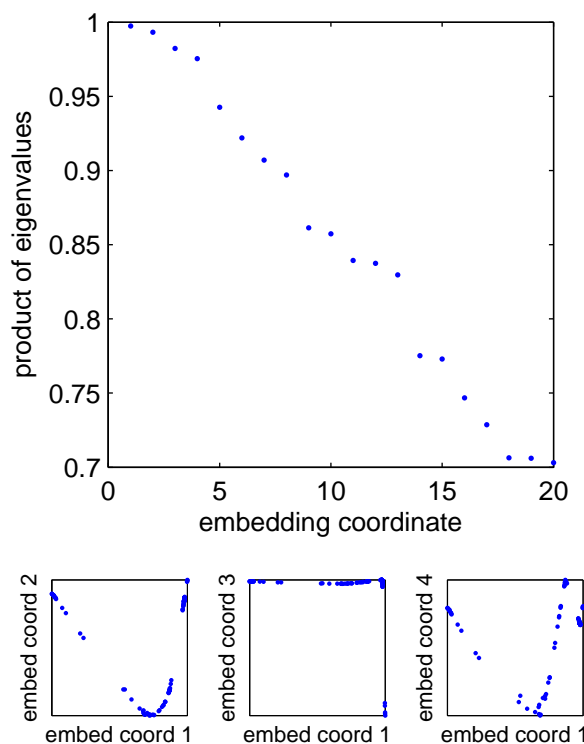 1
0.95
0.9
0.85
0.8
0.75
0.7
product of eigenvalues
0 5 10 15 20
embedding coordinate
embed coord 2
embed coord 1
embed coord 3
embed coord 1
embed coord 4
embed coord 1